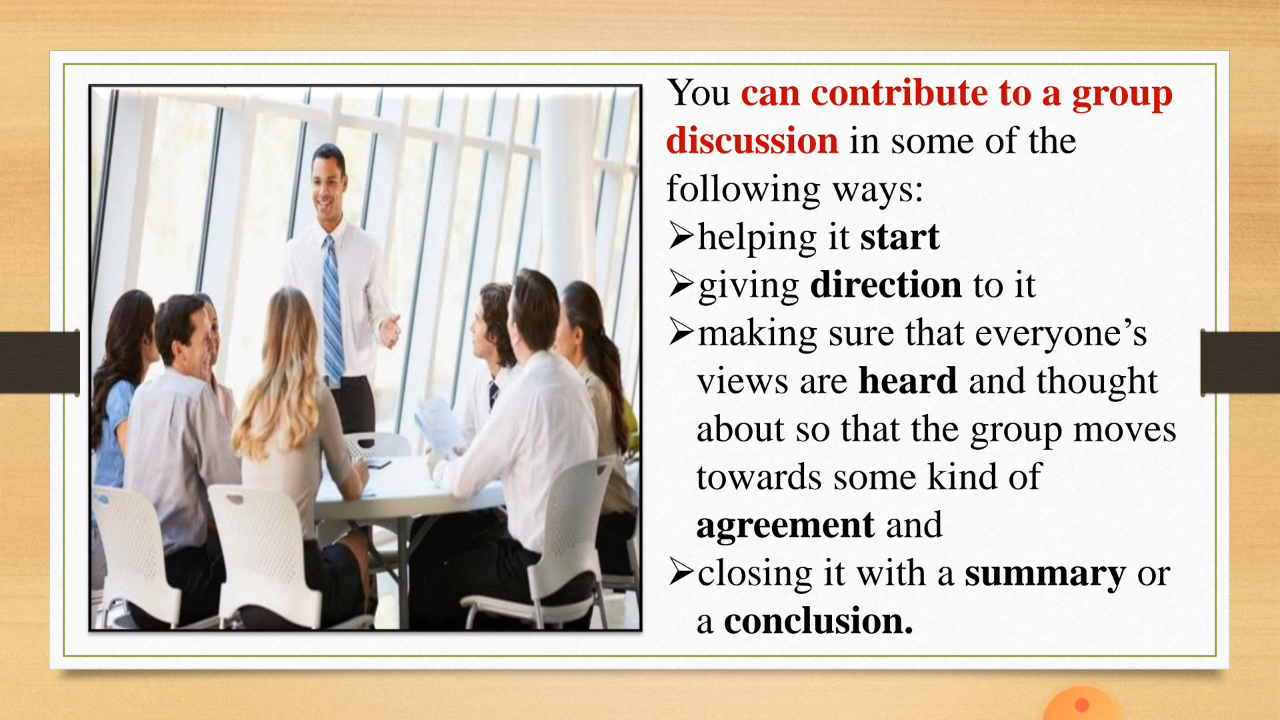 You can contribute to a group
discussion in some of the
following ways:
➢helping it start
➢giving direction to it
➢making sure that everyone’s
views are heard and thought
about so that the group moves
towards some kind of
agreement and
➢closing it with a summary or
a conclusion.